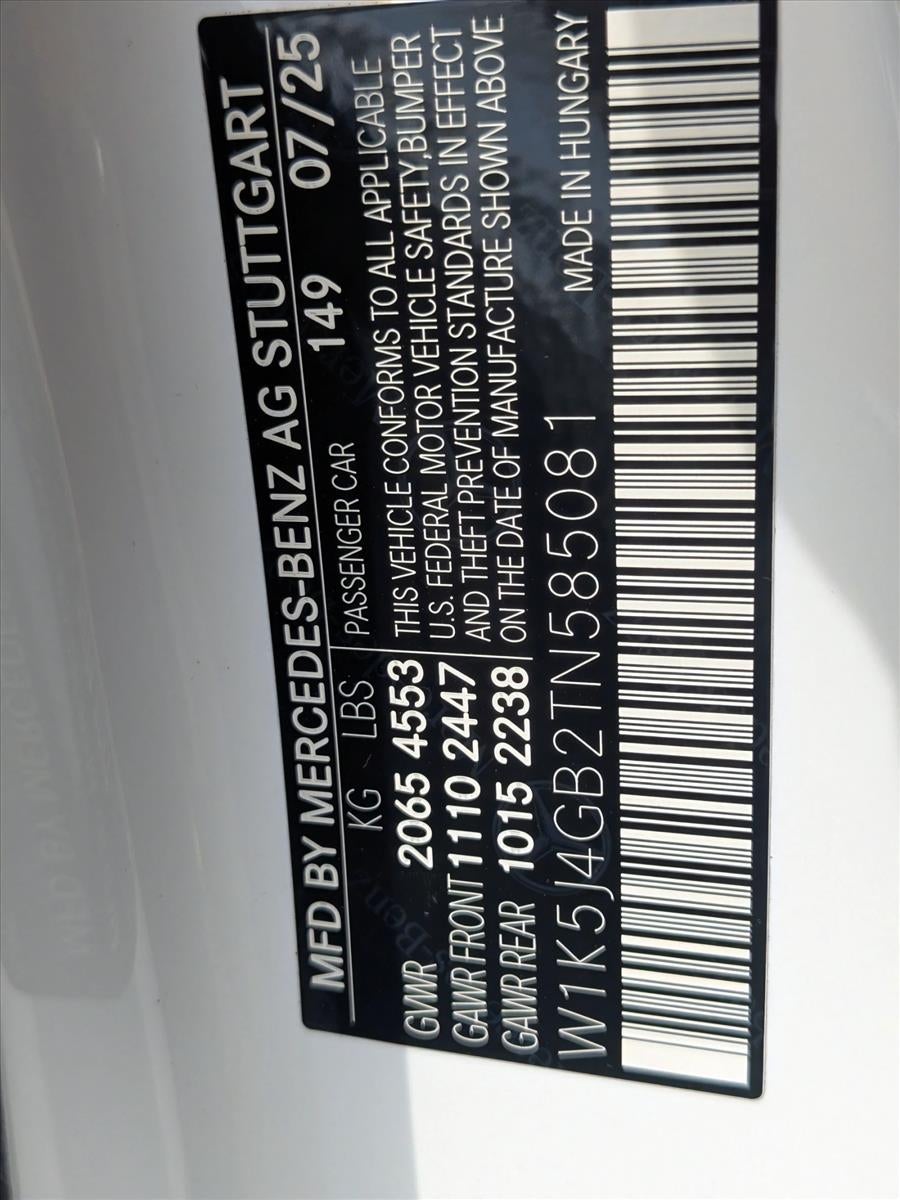 MFD BY MERCEDES-BENZ AG STUTTGART
KG LBS PASSENGER CAR 149 07/25
GVWR 2065 4553
GAWR FRONT 1110 2447
GAWR REAR 1015 2238
THIS VEHICLE CONFORMS TO ALL APPLICABLE
U.S. FEDERAL MOTOR VEHICLE SAFETY,BUMPER
AND THEFT PREVENTION STANDARDS IN EFFECT
ON THE DATE OF MANUFACTURE SHOWN ABOVE
W1K5J4GB2TN585081 MADE IN HUNGARY